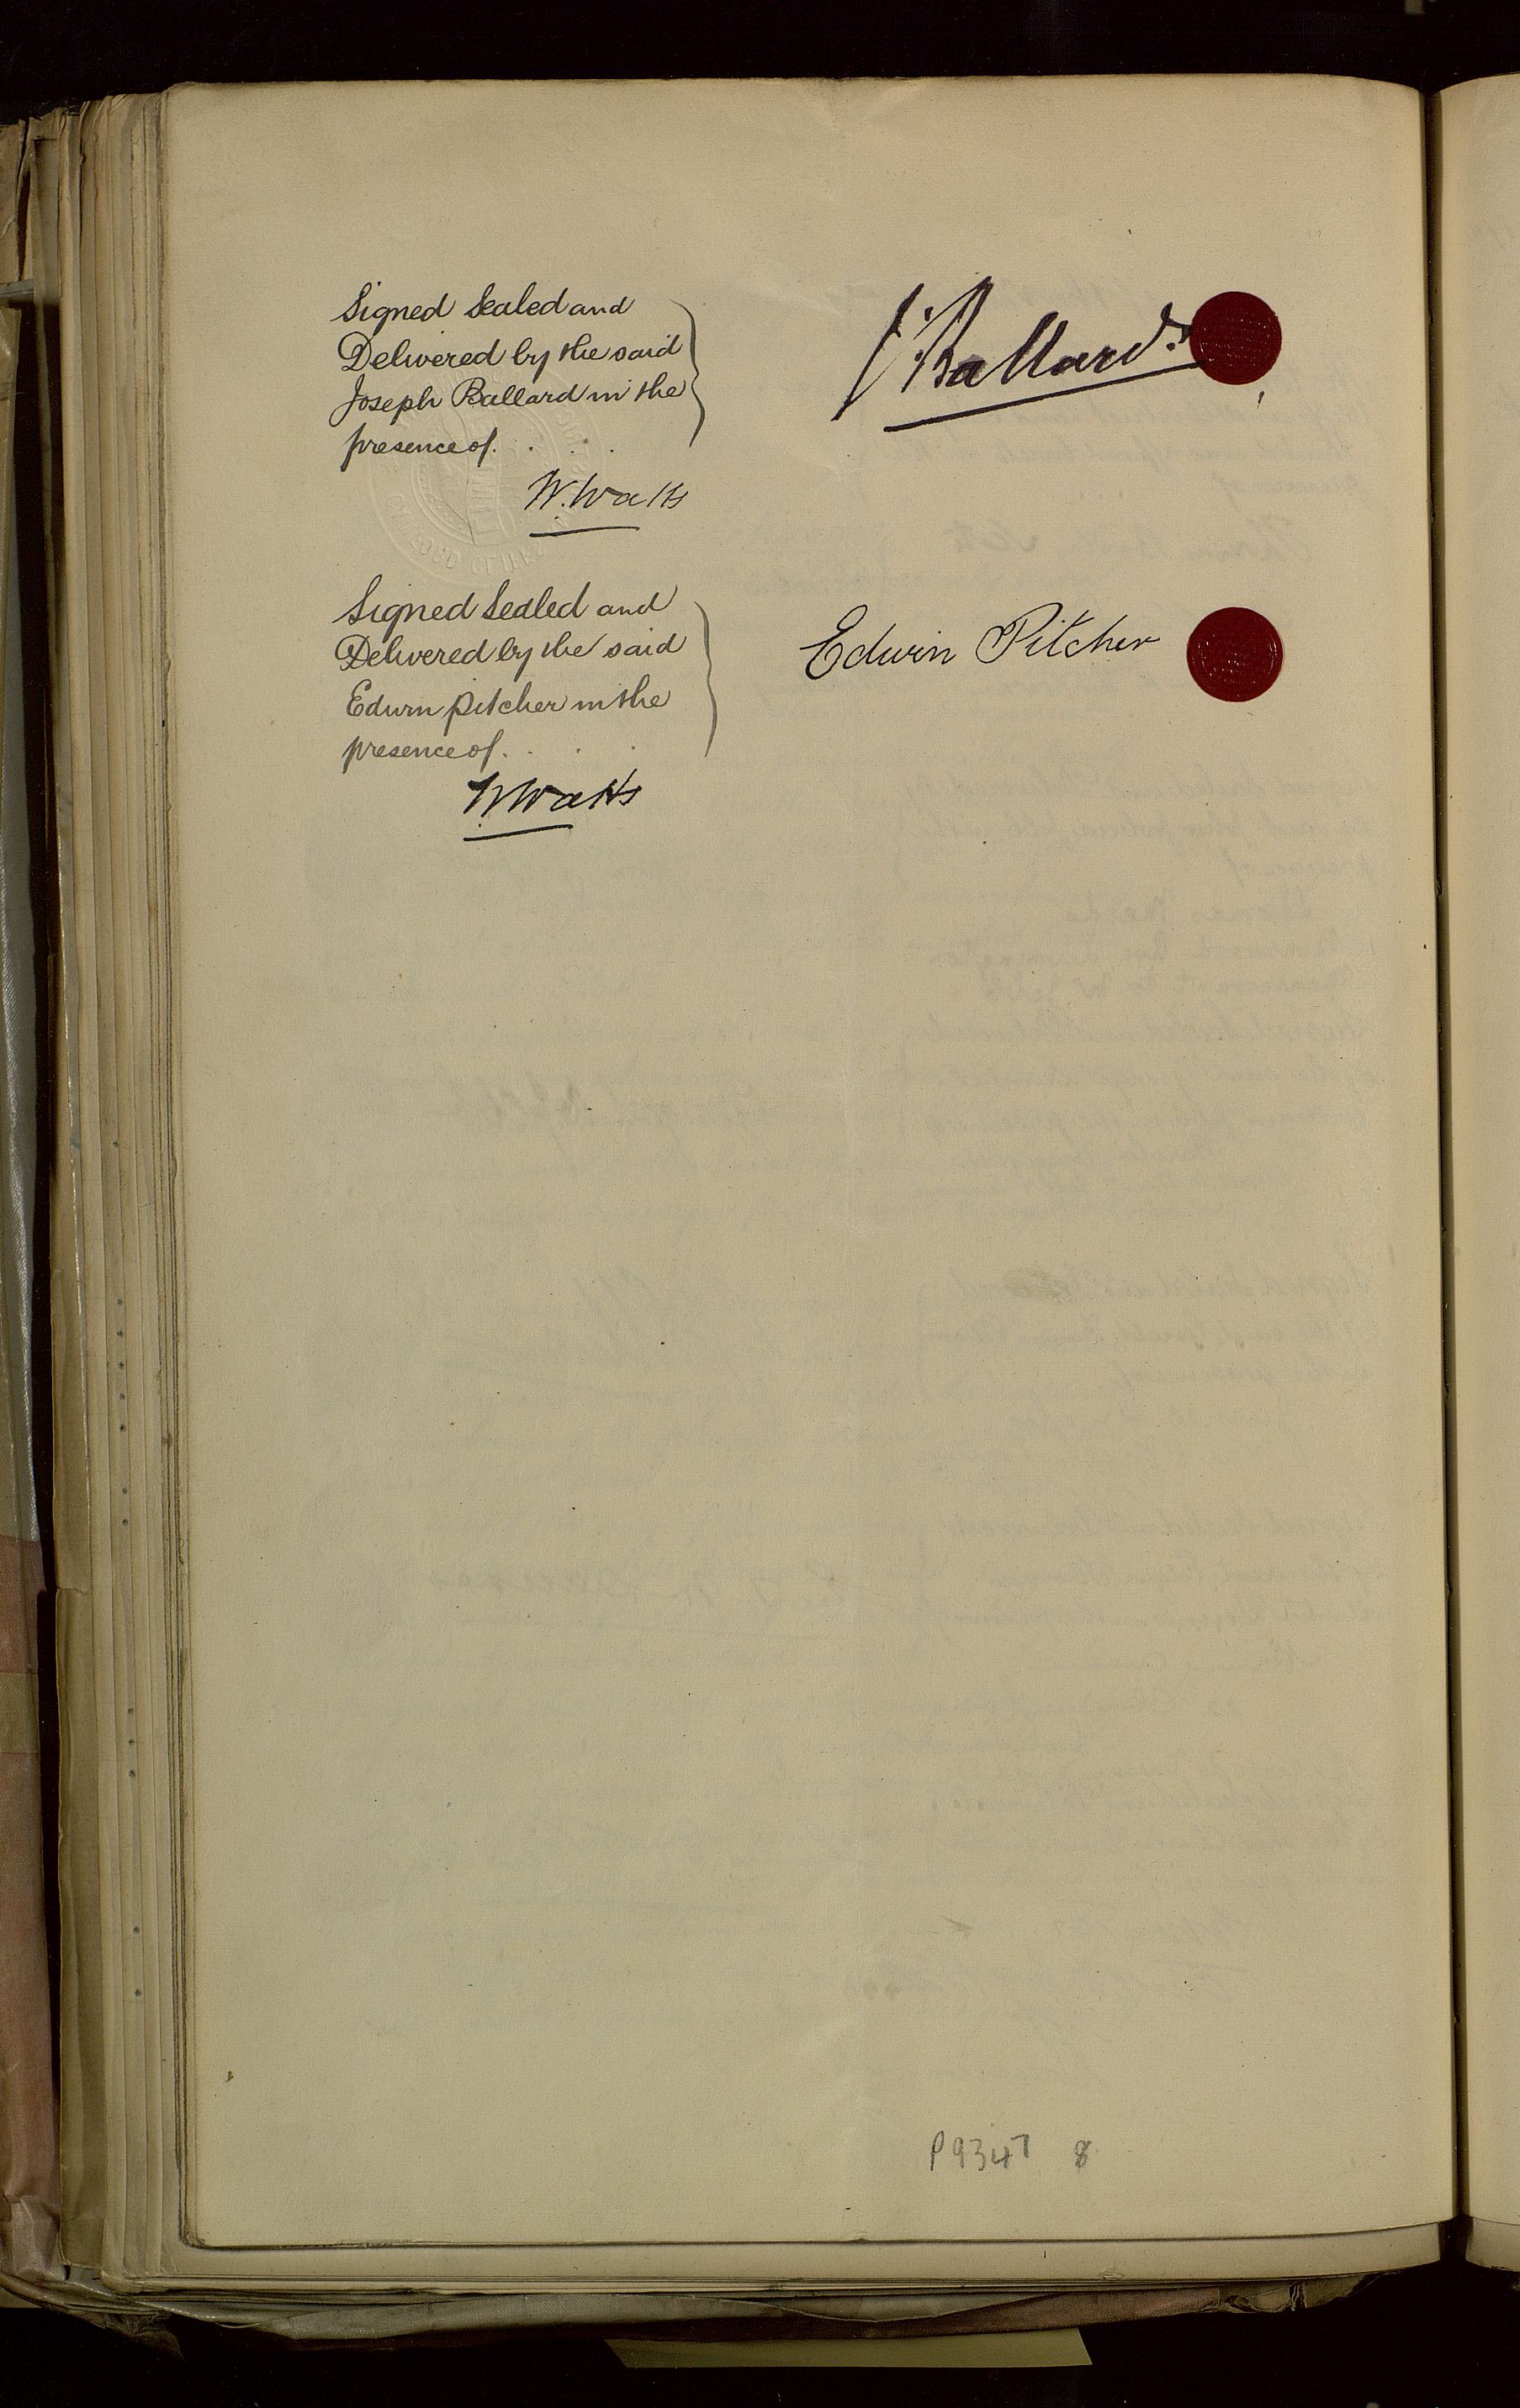 Signed Sealed and
Delivered by the said
Joseph Ballard in the
presence of . . . .
W. Watts
J. Ballard.
Signed Sealed and
Delivered by the said
Edwin Pitcher in the
presence of . . .
W Watts
Edwin Pitcher
P9347 8